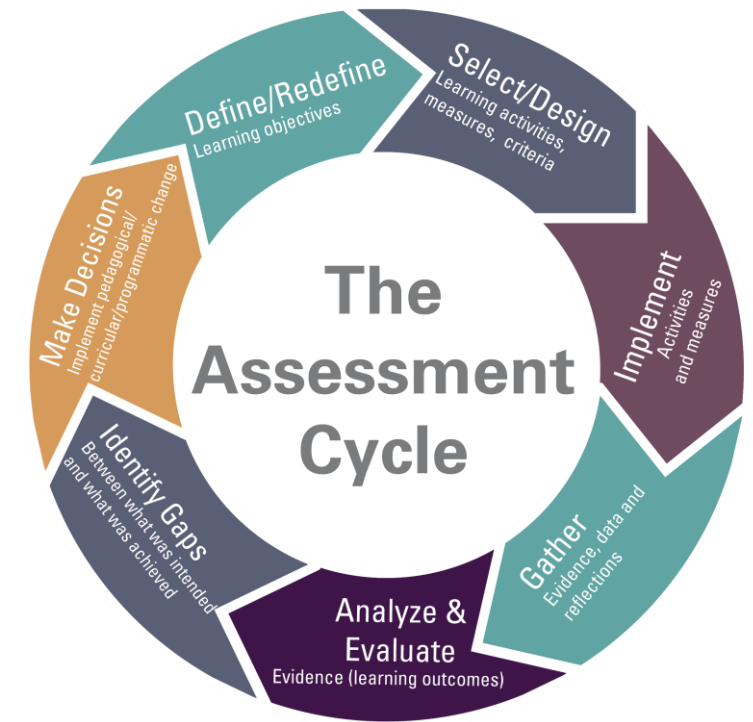 The
Assessment
Cycle
Define/Redefine
Learning objectives
Select/Design
Learning activities,
measures, criteria
Implement
Activities
and measures
Gather
Evidence, data and
reflections
Analyze &
Evaluate
Evidence (learning outcomes)
Identify Gaps
Between what was intended
and what was achieved
Make Decisions
Implement pedagogical/
curricular/programmatic change